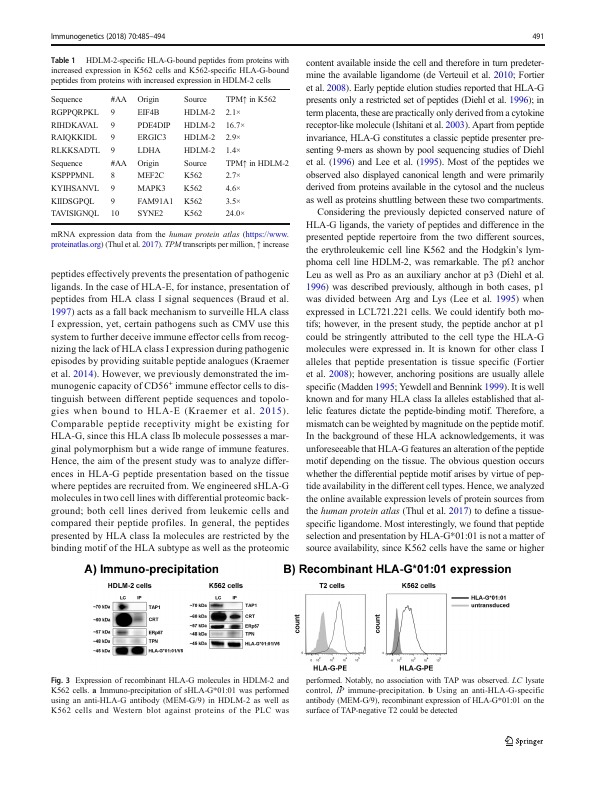 Immunogenetics (2018) 70:485–494
491
Table 1 HDLM-2-specific HLA-G-bound peptides from proteins with
increased expression in K562 cells and K562-specific HLA-G-bound
peptides from proteins with increased expression in HDLM-2 cells
Sequence #AA Origin Source TPM↑ in K562
RGPPQRPKL 9 EIF4B HDLM-2 2.1×
RIHDKAVAL 9 PDE4DIP HDLM-2 16.7×
RAIQKKIDL 9 ERGIC3 HDLM-2 2.9×
RLKKSADTL 9 LDHA HDLM-2 1.4×
Sequence #AA Origin Source TPM↑ in HDLM-2
KSPPPMNL 8 MEF2C K562 2.7×
KYIHSANVL 9 MAPK3 K562 4.6×
KIIDSGPQL 9 FAM91A1 K562 3.5×
TAVISIGNQL 10 SYNE2 K562 24.0×
mRNA expression data from the human protein atlas (https://www.
proteinatlas.org) (Thul et al. 2017). TPM transcripts per million, ↑ increase
peptides effectively prevents the presentation of pathogenic
ligands. In the case of HLA-E, for instance, presentation of
peptides from HLA class I signal sequences (Braud et al.
1997) acts as a fall back mechanism to surveille HLA class
I expression, yet, certain pathogens such as CMV use this
system to further deceive immune effector cells from recog-
nizing the lack of HLA class I expression during pathogenic
episodes by providing suitable peptide analogues (Kraemer
et al. 2014). However, we previously demonstrated the im-
munogenic capacity of CD56+ immune effector cells to dis-
tinguish between different peptide sequences and topolo-
gies when bound to HLA-E (Kraemer et al. 2015).
Comparable peptide receptivity might be existing for
HLA-G, since this HLA class Ib molecule possesses a mar-
ginal polymorphism but a wide range of immune features.
Hence, the aim of the present study was to analyze differ-
ences in HLA-G peptide presentation based on the tissue
where peptides are recruited from. We engineered sHLA-G
molecules in two cell lines with differential proteomic back-
ground; both cell lines derived from leukemic cells and
compared their peptide profiles. In general, the peptides
presented by HLA class Ia molecules are restricted by the
binding motif of the HLA subtype as well as the proteomic
content available inside the cell and therefore in turn predeter-
mine the available ligandome (de Verteuil et al. 2010; Fortier
et al. 2008). Early peptide elution studies reported that HLA-G
presents only a restricted set of peptides (Diehl et al. 1996); in
term placenta, these are practically only derived from a cytokine
receptor-like molecule (Ishitani et al. 2003). Apart from peptide
invariance, HLA-G constitutes a classic peptide presenter pre-
senting 9-mers as shown by pool sequencing studies of Diehl
et al. (1996) and Lee et al. (1995). Most of the peptides we
observed also displayed canonical length and were primarily
derived from proteins available in the cytosol and the nucleus
as well as proteins shuttling between these two compartments.
Considering the previously depicted conserved nature of
HLA-G ligands, the variety of peptides and difference in the
presented peptide repertoire from the two different sources,
the erythroleukemic cell line K562 and the Hodgkin's lym-
phoma cell line HDLM-2, was remarkable. The pΩ anchor
Leu as well as Pro as an auxiliary anchor at p3 (Diehl et al.
1996) was described previously, although in both cases, p1
was divided between Arg and Lys (Lee et al. 1995) when
expressed in LCL721.221 cells. We could identify both mo-
tifs; however, in the present study, the peptide anchor at p1
could be stringently attributed to the cell type the HLA-G
molecules were expressed in. It is known for other class I
alleles that peptide presentation is tissue specific (Fortier
et al. 2008); however, anchoring positions are usually allele
specific (Madden 1995; Yewdell and Bennink 1999). It is well
known and for many HLA class Ia alleles established that al-
lelic features dictate the peptide-binding motif. Therefore, a
mismatch can be weighted by magnitude on the peptide motif.
In the background of these HLA acknowledgements, it was
unforeseeable that HLA-G features an alteration of the peptide
motif depending on the tissue. The obvious question occurs
whether the differential peptide motif arises by virtue of pep-
tide availability in the different cell types. Hence, we analyzed
the online available expression levels of protein sources from
the human protein atlas (Thul et al. 2017) to define a tissue-
specific ligandome. Most interestingly, we found that peptide
selection and presentation by HLA-G*01:01 is not a matter of
source availability, since K562 cells have the same or higher
A) Immuno-precipitation
HDLM-2 cells
LC IP
~70 kDa TAP1
~60 kDa CRT
~57 kDa ERp57
~48 kDa TPN
~45 kDa HLA-G*01:01/V5
K562 cells
LC IP
~70 kDa TAP1
~60 kDa CRT
~57 kDa ERp57
~48 kDa TPN
~45 kDa HLA-G*01:01/V5
B) Recombinant HLA-G*01:01 expression
T2 cells
count
HLA-G-PE
K562 cells
count
HLA-G-PE
HLA-G*01:01
untransduced
Fig. 3 Expression of recombinant HLA-G molecules in HDLM-2 and
K562 cells. a Immuno-precipitation of sHLA-G*01:01 was performed
using an anti-HLA-G antibody (MEM-G/9) in HDLM-2 as well as
K562 cells and Western blot against proteins of the PLC was
performed. Notably, no association with TAP was observed. LC lysate
control, IP immune-precipitation. b Using an anti-HLA-G-specific
antibody (MEM-G/9), recombinant expression of HLA-G*01:01 on the
surface of TAP-negative T2 could be detected
Springer